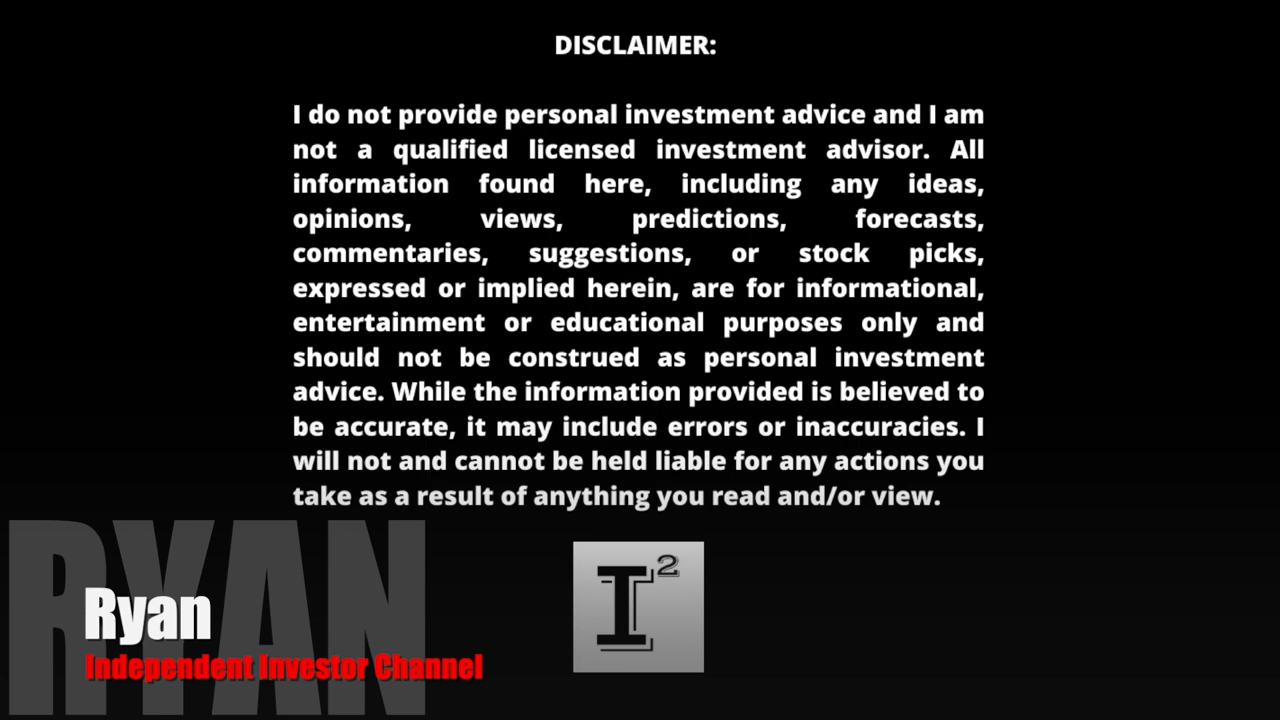 DISCLAIMER:
I do not provide personal investment advice and I am
not a qualified licensed investment advisor. All
information found here, including any ideas,
opinions, views, predictions, forecasts,
commentaries, suggestions, or stock picks,
expressed or implied herein, are for informational,
entertainment or educational purposes only and
should not be construed as personal investment
advice. While the information provided is believed to
be accurate, it may include errors or inaccuracies. I
will not and cannot be held liable for any actions you
take as a result of anything you read and/or view.
RYAN
Ryan
Independent Investor Channel
I²